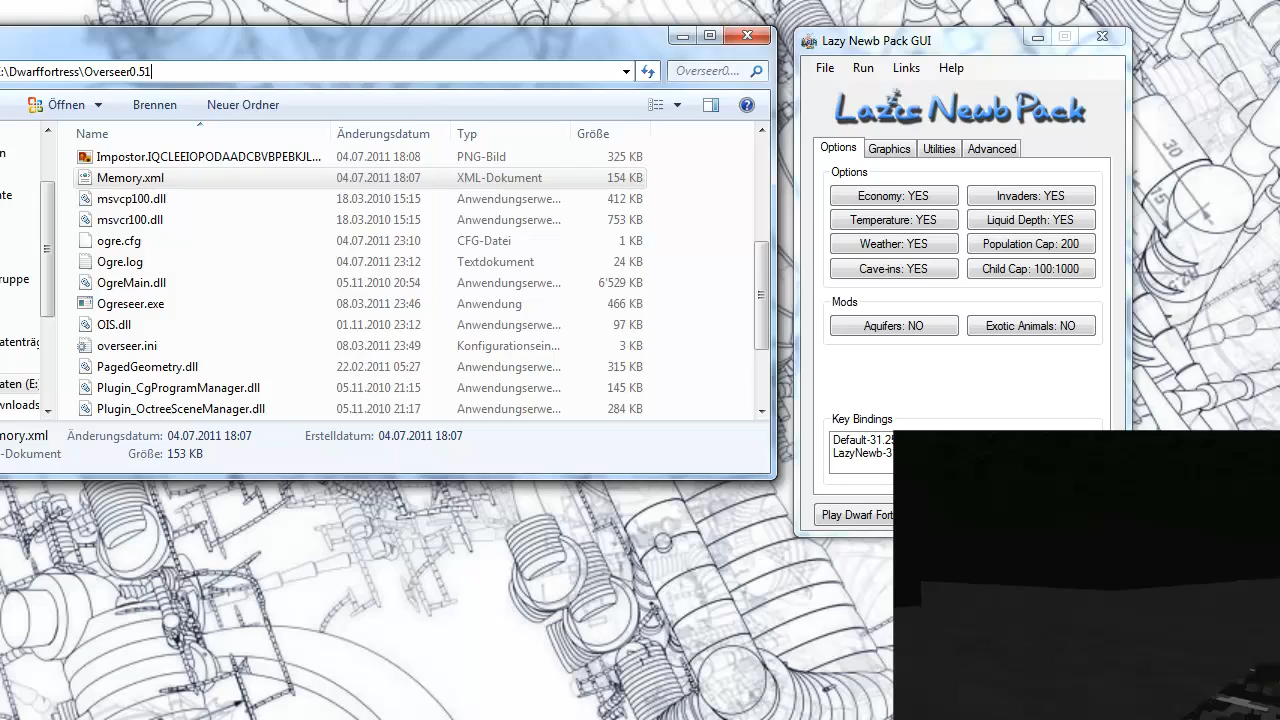 :\Dwarffortress\Overseer0.51
Overseer0....
Öffnen
Brennen
Neuer Ordner
Name
Änderungsdatum
Typ
Größe
Impostor.IQCLEEIOPODAADCBVBPEBKJL... 04.07.2011 18:08 PNG-Bild 325 KB
Memory.xml 04.07.2011 18:07 XML-Dokument 154 KB
msvcp100.dll 18.03.2010 15:15 Anwendungserwe... 412 KB
msvcr100.dll 18.03.2010 15:15 Anwendungserwe... 753 KB
ogre.cfg 04.07.2011 23:10 CFG-Datei 1 KB
Ogre.log 04.07.2011 23:12 Textdokument 24 KB
OgreMain.dll 05.11.2010 20:54 Anwendungserwe... 6'529 KB
Ogreseer.exe 08.03.2011 23:46 Anwendung 466 KB
OIS.dll 01.11.2010 23:12 Anwendungserwe... 97 KB
overseer.ini 08.03.2011 23:49 Konfigurationsein... 3 KB
PagedGeometry.dll 22.02.2011 05:27 Anwendungserwe... 315 KB
Plugin_CgProgramManager.dll 05.11.2010 21:15 Anwendungserwe... 145 KB
Plugin_OctreeSceneManager.dll 05.11.2010 21:17 Anwendungserwe... 284 KB
n
te
ruppe
atenträg
aten (E:
wnloads
mory.xml Änderungsdatum: 04.07.2011 18:07 Erstelldatum: 04.07.2011 18:07
-Dokument Größe: 153 KB
Lazy Newb Pack GUI
File Run Links Help
Lazy Newb Pack
Options Graphics Utilities Advanced
Options
Economy: YES Invaders: YES
Temperature: YES Liquid Depth: YES
Weather: YES Population Cap: 200
Cave-ins: YES Child Cap: 100:1000
Mods
Aquifers: NO Exotic Animals: NO
Key Bindings
Default-31.25
LazyNewb-3
Play Dwarf Fort
30
15